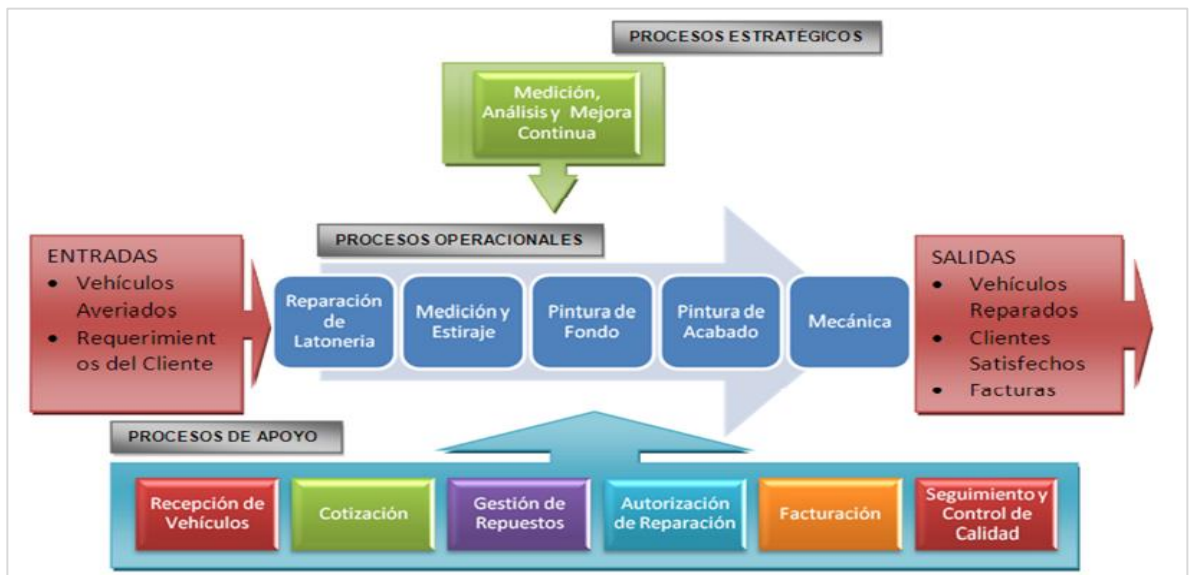 PROCESOS ESTRATÉGICOS
Medición,
Análisis y Mejora
Continua
PROCESOS OPERACIONALES
ENTRADAS
• Vehículos
Averiados
• Requerimient
os del Cliente
Reparación
de
Latoneria
Medición y
Estiraje
Pintura de
Fondo
Pintura de
Acabado
Mecánica
SALIDAS
• Vehículos
Reparados
• Clientes
Satisfechos
• Facturas
PROCESOS DE APOYO
Recepción de
Vehículos
Cotización
Gestión de
Repuestos
Autorización
de Reparación
Facturación
Seguimiento y
Control de
Calidad